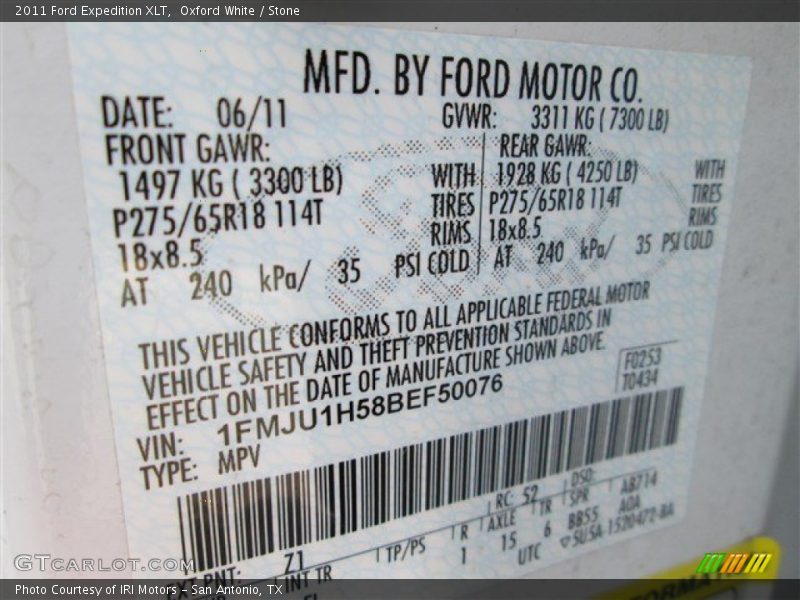 2011 Ford Expedition XLT,  Oxford White / Stone
MFD. BY FORD MOTOR CO.
DATE: 06/11 GVWR: 3311 KG ( 7300 LB)
FRONT GAWR: REAR GAWR:
1497 KG ( 3300 LB) WITH 1928 KG ( 4250 LB) WITH
P275/65R18 114T TIRES P275/65R18 114T TIRES
18x8.5 RIMS 18x8.5 RIMS
AT 240 kPa/ 35 PSI COLD AT 240 kPa/ 35 PSI COLD
THIS VEHICLE CONFORMS TO ALL APPLICABLE FEDERAL MOTOR
VEHICLE SAFETY AND THEFT PREVENTION STANDARDS IN
EFFECT ON THE DATE OF MANUFACTURE SHOWN ABOVE.
F0253
T0434
VIN: 1FMJU1H58BEF50076
TYPE: MPV
RC: 52 DSO:
EXT PNT: Z1 TP/PS R AXLE TR SPR AB714
INT TR 1 15 6 BB55 A0A
UTC
GTCarLot.com
Photo Courtesy of IRI Motors – San Antonio, TX